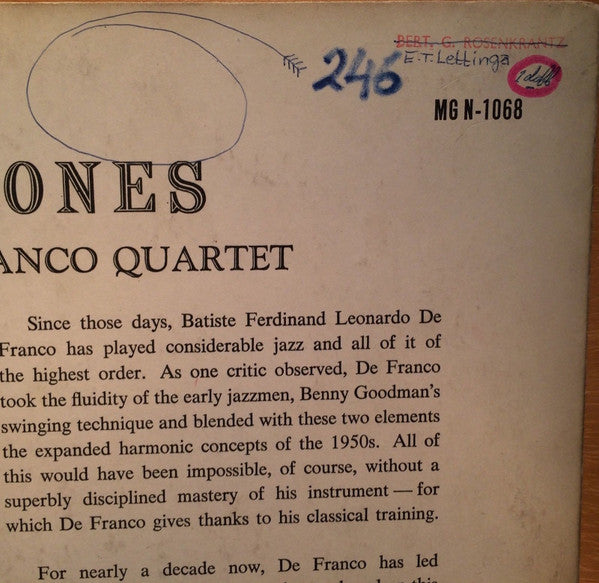 BERT. G. ROSENKRANTZ
246 E.T. Lettinga
MG N-1068
ONES
ANCO QUARTET
Since those days, Batiste Ferdinand Leonardo De
Franco has played considerable jazz and all of it of
the highest order. As one critic observed, De Franco
took the fluidity of the early jazzmen, Benny Goodman's
swinging technique and blended with these two elements
the expanded harmonic concepts of the 1950s. All of
this would have been impossible, of course, without a
superbly disciplined mastery of his instrument — for
which De Franco gives thanks to his classical training.
For nearly a decade now, De Franco has led